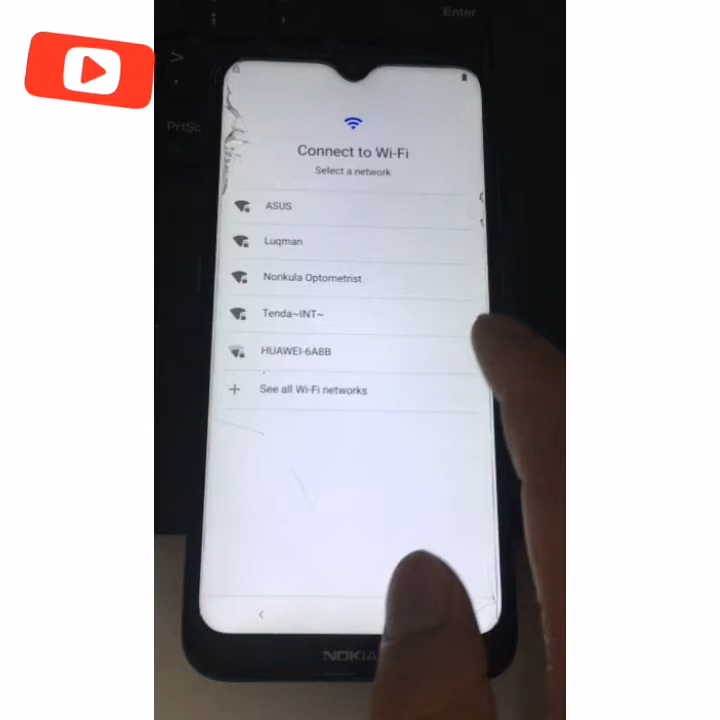 Enter
PrtSc
Connect to Wi-Fi
Select a network
ASUS
Luqman
Nonkula Optometrist
Tenda~INT~
HUAWEI-6A8B
See all Wi-Fi networks
NOKIA